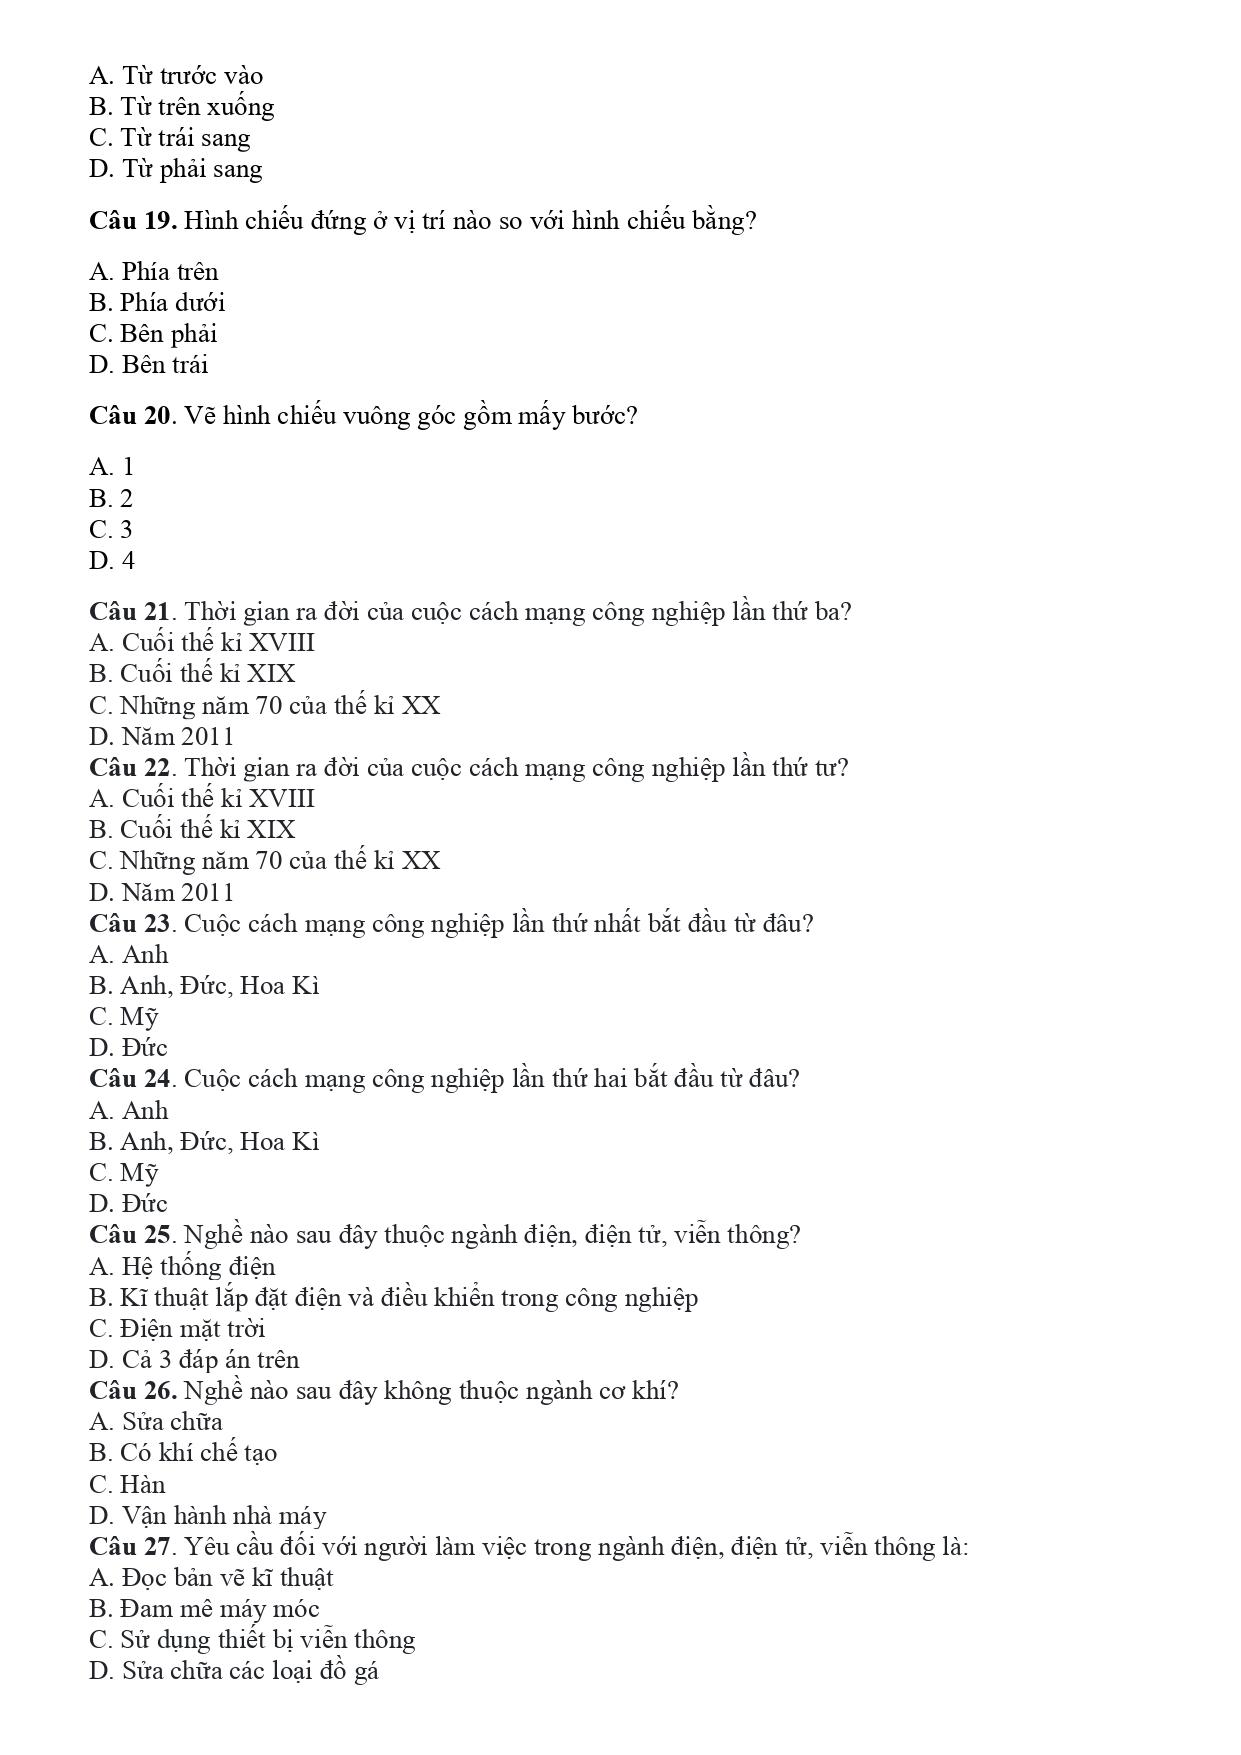 A. Từ trước vào
B. Từ trên xuống
C. Từ trái sang
D. Từ phải sang
Câu 19. Hình chiếu đứng ở vị trí nào so với hình chiếu bằng?
A. Phía trên
B. Phía dưới
C. Bên phải
D. Bên trái
Câu 20. Vẽ hình chiếu vuông góc gồm mấy bước?
A. 1
B. 2
C. 3
D. 4
Câu 21. Thời gian ra đời của cuộc cách mạng công nghiệp lần thứ ba?
A. Cuối thế kỉ XVIII
B. Cuối thế kỉ XIX
C. Những năm 70 của thế kỉ XX
D. Năm 2011
Câu 22. Thời gian ra đời của cuộc cách mạng công nghiệp lần thứ tư?
A. Cuối thế kỉ XVIII
B. Cuối thế kỉ XIX
C. Những năm 70 của thế kỉ XX
D. Năm 2011
Câu 23. Cuộc cách mạng công nghiệp lần thứ nhất bắt đầu từ đâu?
A. Anh
B. Anh, Đức, Hoa Kì
C. Mỹ
D. Đức
Câu 24. Cuộc cách mạng công nghiệp lần thứ hai bắt đầu từ đâu?
A. Anh
B. Anh, Đức, Hoa Kì
C. Mỹ
D. Đức
Câu 25. Nghề nào sau đây thuộc ngành điện, điện tử, viễn thông?
A. Hệ thống điện
B. Kĩ thuật lắp đặt điện và điều khiển trong công nghiệp
C. Điện mặt trời
D. Cả 3 đáp án trên
Câu 26. Nghề nào sau đây không thuộc ngành cơ khí?
A. Sửa chữa
B. Có khí chế tạo
C. Hàn
D. Vận hành nhà máy
Câu 27. Yêu cầu đối với người làm việc trong ngành điện, điện tử, viễn thông là:
A. Đọc bản vẽ kĩ thuật
B. Đam mê máy móc
C. Sử dụng thiết bị viễn thông
D. Sửa chữa các loại đồ gá